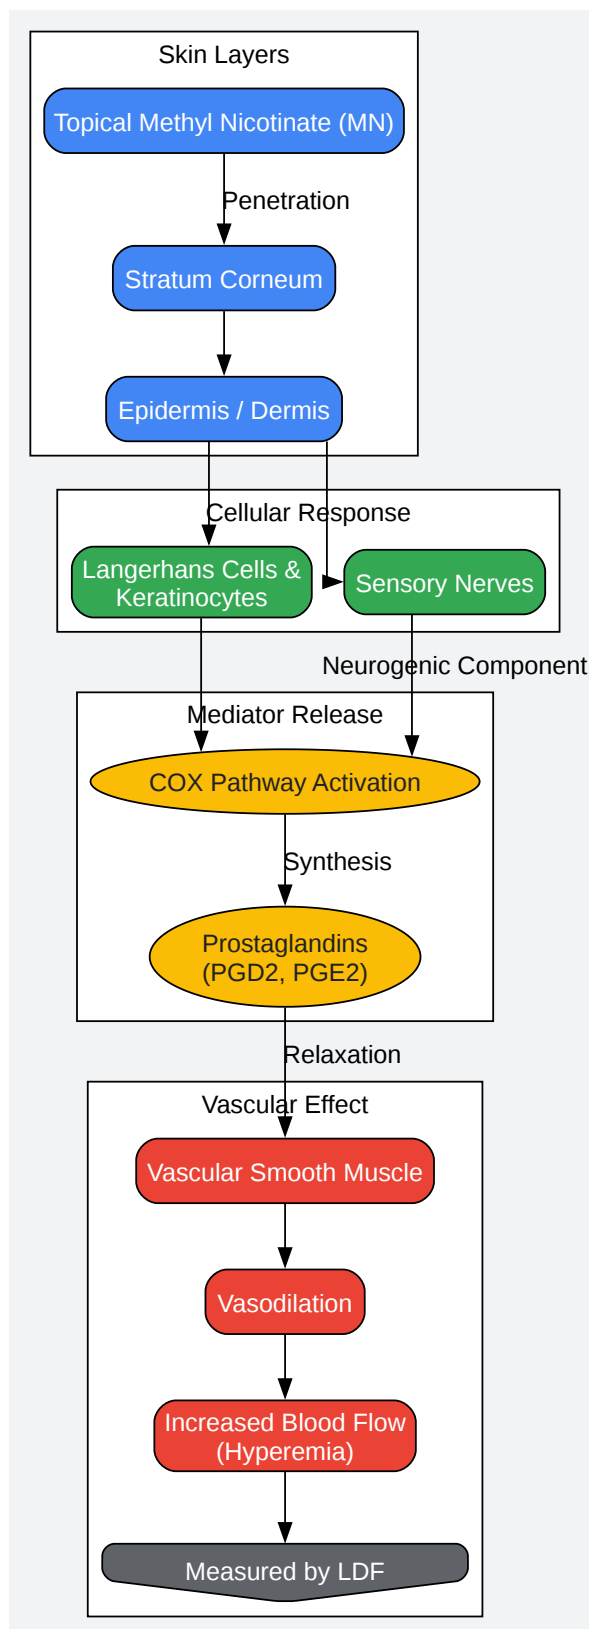 Skin Layers
Topical Methyl Nicotinate (MN)
Penetration
Stratum Corneum
Epidermis / Dermis
Cellular Response
Langerhans Cells &
Keratinocytes
Sensory Nerves
Neurogenic Component
Mediator Release
COX Pathway Activation
Synthesis
Prostaglandins
(PGD2, PGE2)
Relaxation
Vascular Effect
Vascular Smooth Muscle
Vasodilation
Increased Blood Flow
(Hyperemia)
Measured by LDF